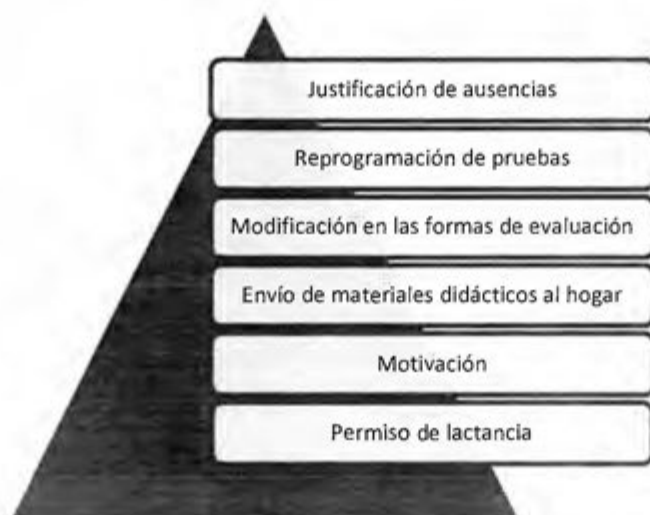 Justificación de ausencias
Reprogramación de pruebas
Modificación en las formas de evaluación
Envío de materiales didácticos al hogar
Motivación
Permiso de lactancia